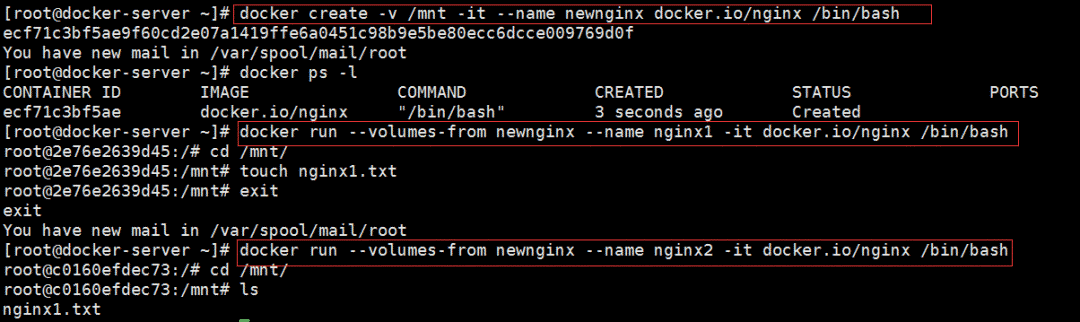 [root@docker-server ~]# docker create -v /mnt -it --name newnginx docker.io/nginx /bin/bash
ecf71c3bf5ae9f60cd2e07a1419ffe6a0451c98b9e5be80ecc6dcce009769d0f
You have new mail in /var/spool/mail/root
[root@docker-server ~]# docker ps -l
CONTAINER ID IMAGE COMMAND CREATED STATUS PORTS
ecf71c3bf5ae docker.io/nginx "/bin/bash" 3 seconds ago Created
[root@docker-server ~]# docker run --volumes-from newnginx --name nginx1 -it docker.io/nginx /bin/bash
root@2e76e2639d45:/# cd /mnt/
root@2e76e2639d45:/mnt# touch nginx1.txt
root@2e76e2639d45:/mnt# exit
exit
You have new mail in /var/spool/mail/root
[root@docker-server ~]# docker run --volumes-from newnginx --name nginx2 -it docker.io/nginx /bin/bash
root@c0160efdec73:/# cd /mnt/
root@c0160efdec73:/mnt# ls
nginx1.txt